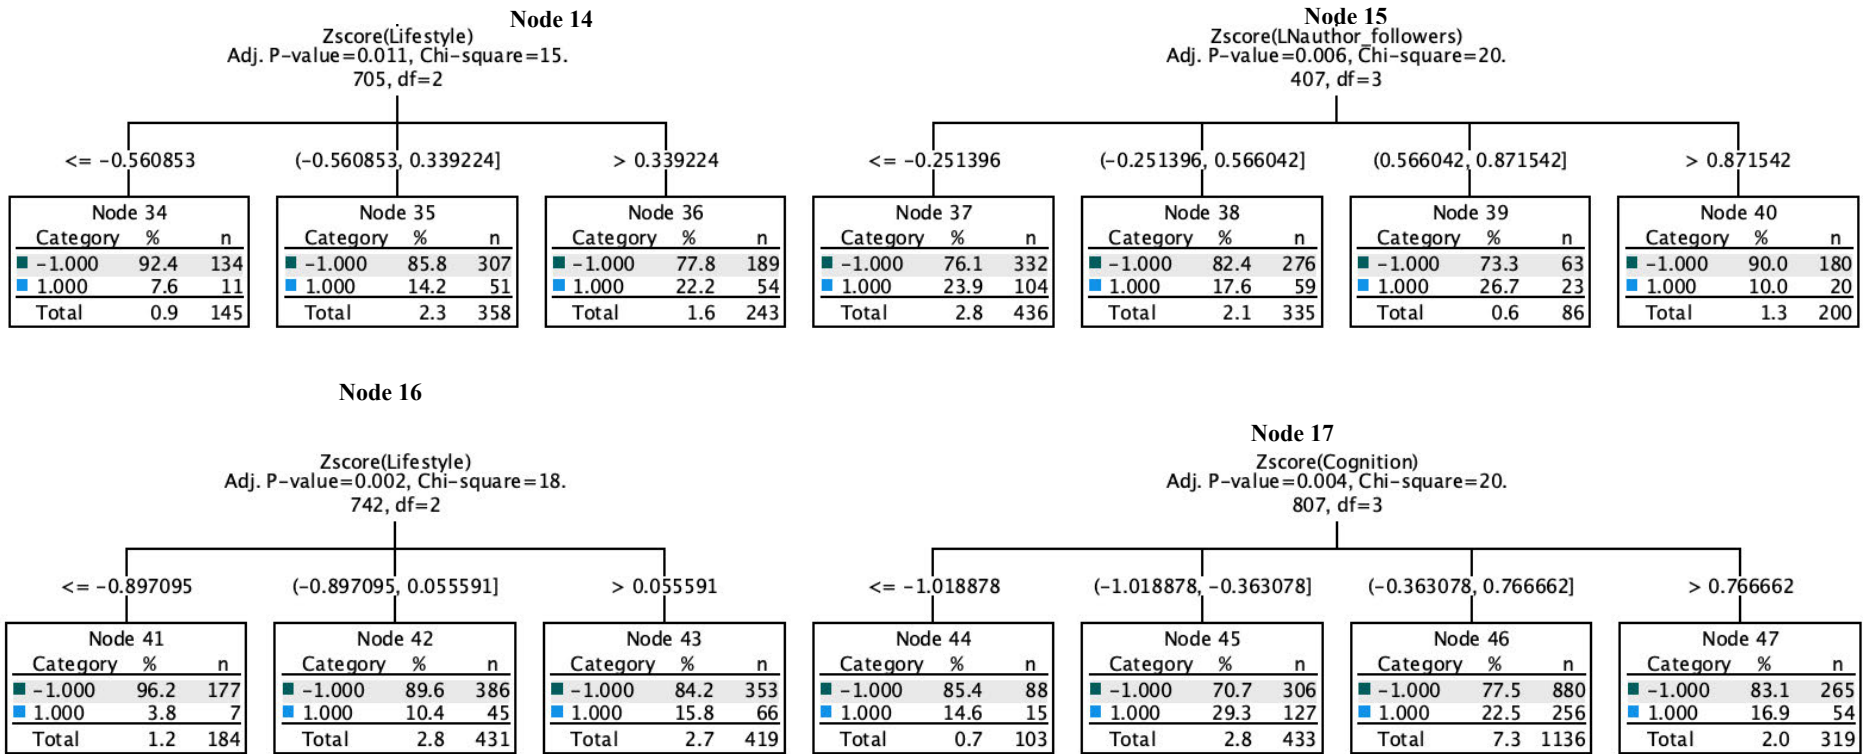 Node 14
Zscore(Lifestyle)
Adj. P-value=0.011, Chi-square=15.
705, df=2
<= -0.560853
(-0.560853, 0.339224]
> 0.339224
Node 34
Category % n
-1.000 92.4 134
1.000 7.6 11
Total 0.9 145
Node 35
Category % n
-1.000 85.8 307
1.000 14.2 51
Total 2.3 358
Node 36
Category % n
-1.000 77.8 189
1.000 22.2 54
Total 1.6 243
Node 15
Zscore(LNauthor_followers)
Adj. P-value=0.006, Chi-square=20.
407, df=3
<= -0.251396
(-0.251396, 0.566042]
(0.566042, 0.871542]
> 0.871542
Node 37
Category % n
-1.000 76.1 332
1.000 23.9 104
Total 2.8 436
Node 38
Category % n
-1.000 82.4 276
1.000 17.6 59
Total 2.1 335
Node 39
Category % n
-1.000 73.3 63
1.000 26.7 23
Total 0.6 86
Node 40
Category % n
-1.000 90.0 180
1.000 10.0 20
Total 1.3 200
Node 16
Zscore(Lifestyle)
Adj. P-value=0.002, Chi-square=18.
742, df=2
<= -0.897095
(-0.897095, 0.055591]
> 0.055591
Node 41
Category % n
-1.000 96.2 177
1.000 3.8 7
Total 1.2 184
Node 42
Category % n
-1.000 89.6 386
1.000 10.4 45
Total 2.8 431
Node 43
Category % n
-1.000 84.2 353
1.000 15.8 66
Total 2.7 419
Node 17
Zscore(Cognition)
Adj. P-value=0.004, Chi-square=20.
807, df=3
<= -1.018878
(-1.018878, -0.363078]
(-0.363078, 0.766662]
> 0.766662
Node 44
Category % n
-1.000 85.4 88
1.000 14.6 15
Total 0.7 103
Node 45
Category % n
-1.000 70.7 306
1.000 29.3 127
Total 2.8 433
Node 46
Category % n
-1.000 77.5 880
1.000 22.5 256
Total 7.3 1136
Node 47
Category % n
-1.000 83.1 265
1.000 16.9 54
Total 2.0 319